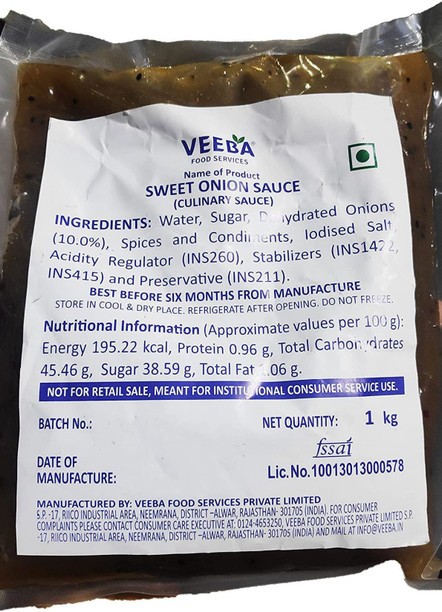 VEEBA
FOOD SERVICES
Name of Product
SWEET ONION SAUCE
(CULINARY SAUCE)
INGREDIENTS: Water, Sugar, Dehydrated Onions
(10.0%), Spices and Condiments, Iodised Salt,
Acidity Regulator (INS260), Stabilizers (INS1422,
INS415) and Preservative (INS211).
BEST BEFORE SIX MONTHS FROM MANUFACTURE
STORE IN COOL & DRY PLACE. REFRIGERATE AFTER OPENING. DO NOT FREEZE.
Nutritional Information (Approximate values per 100 g):
Energy 195.22 kcal, Protein 0.96 g, Total Carbohydrates
45.46 g, Sugar 38.59 g, Total Fat 1.06 g.
NOT FOR RETAIL SALE, MEANT FOR INSTITUTIONAL CONSUMER SERVICE USE.
BATCH No.:
NET QUANTITY: 1 kg
fssai
DATE OF
MANUFACTURE:
Lic.No.10013013000578
MANUFACTURED BY: VEEBA FOOD SERVICES PRIVATE LIMITED
S.P. -17, RIICO INDUSTRIAL AREA, NEEMRANA, DISTRICT –ALWAR, RAJASTHAN- 301705 (INDIA). FOR CONSUMER
COMPLAINTS PLEASE CONTACT CONSUMER CARE EXECUTIVE AT: 0124-4653250, VEEBA FOOD SERVICES PRIVATE LIMITED S.P.
-17, RIICO INDUSTRIAL AREA, NEEMRANA, DISTRICT –ALWAR, RAJASTHAN- 301705 (INDIA) AND MAIL AT INFO@VEEBA.IN